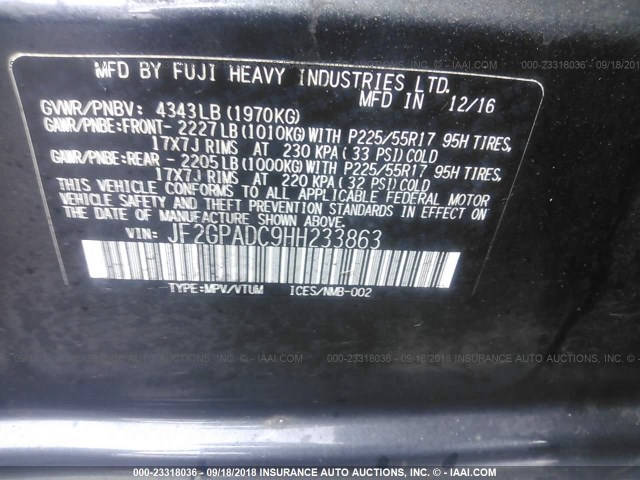 MFD BY FUJI HEAVY INDUSTRIES LTD.
MFD IN 12/16
GVWR/PNBV: 4343LB (1970KG)
GAWR/PNBE:FRONT- 2227LB(1010KG)WITH P225/55R17 95H TIRES,
17X7J RIMS AT 230 KPA (33 PSI)COLD
GAWR/PNBE:REAR - 2205LB(1000KG)WITH P225/55R17 95H TIRES,
17X7J RIMS AT 220 KPA (32 PSI)COLD
THIS VEHICLE CONFORMS TO ALL APPLICABLE FEDERAL MOTOR
VEHICLE SAFETY AND THEFT PREVENTION STANDARDS IN EFFECT ON
THE DATE OF MANUFACTURE SHOWN ABOVE.
VIN: JF2GPADC9HH233863
TYPE:MPV/VTUM ICES/NMB-002
000-23318036 - 09/18/2018 INSURANCE AUTO AUCTIONS, INC. - © IAAI.COM